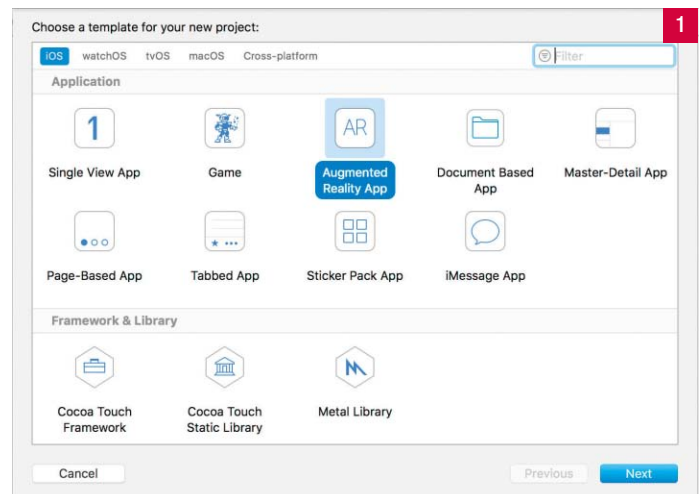 Choose a template for your new project:
1
iOS watchOS tvOS macOS Cross-platform
Filter
Application
1
AR
Single View App
Game
Augmented
Reality App
Document Based
App
Master-Detail App
Page-Based App
Tabbed App
Sticker Pack App
iMessage App
Framework & Library
Cocoa Touch
Framework
Cocoa Touch
Static Library
Metal Library
Cancel
Previous
Next